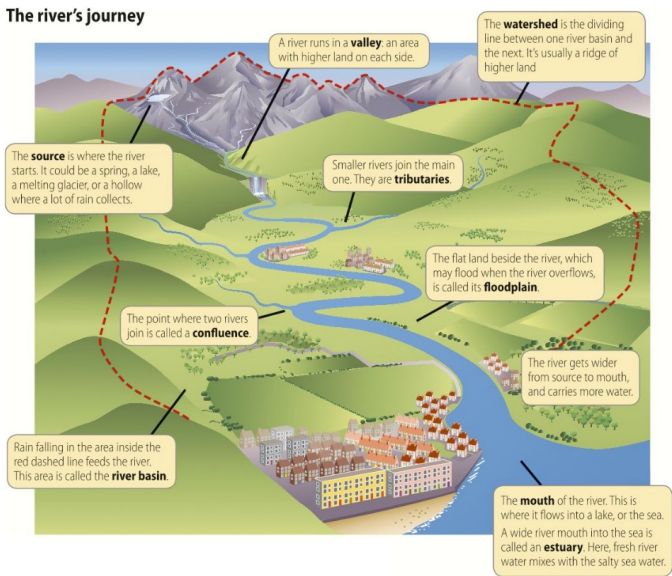 The river's journey
A river runs in a valley: an area
with higher land on each side.
The watershed is the dividing
line between one river basin and
the next. It's usually a ridge of
higher land
The source is where the river
starts. It could be a spring, a lake,
a melting glacier, or a hollow
where a lot of rain collects.
Smaller rivers join the main
one. They are tributaries.
The flat land beside the river, which
may flood when the river overflows,
is called its floodplain.
The point where two rivers
join is called a confluence.
The river gets wider
from source to mouth,
and carries more water.
Rain falling in the area inside the
red dashed line feeds the river.
This area is called the river basin.
The mouth of the river. This is
where it flows into a lake, or the sea.
A wide river mouth into the sea is
called an estuary. Here, fresh river
water mixes with the salty sea water.